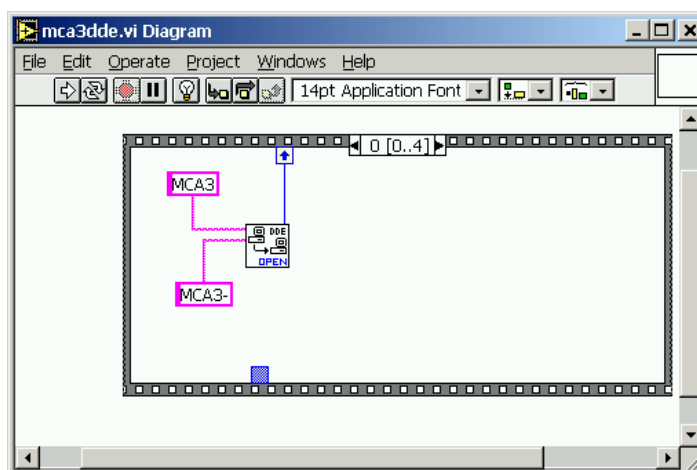 mca3dde.vi Diagram
File Edit Operate Project Windows Help
14pt Application Font
0 [0..4]
MCA3
DDE
OPEN
MCA3-